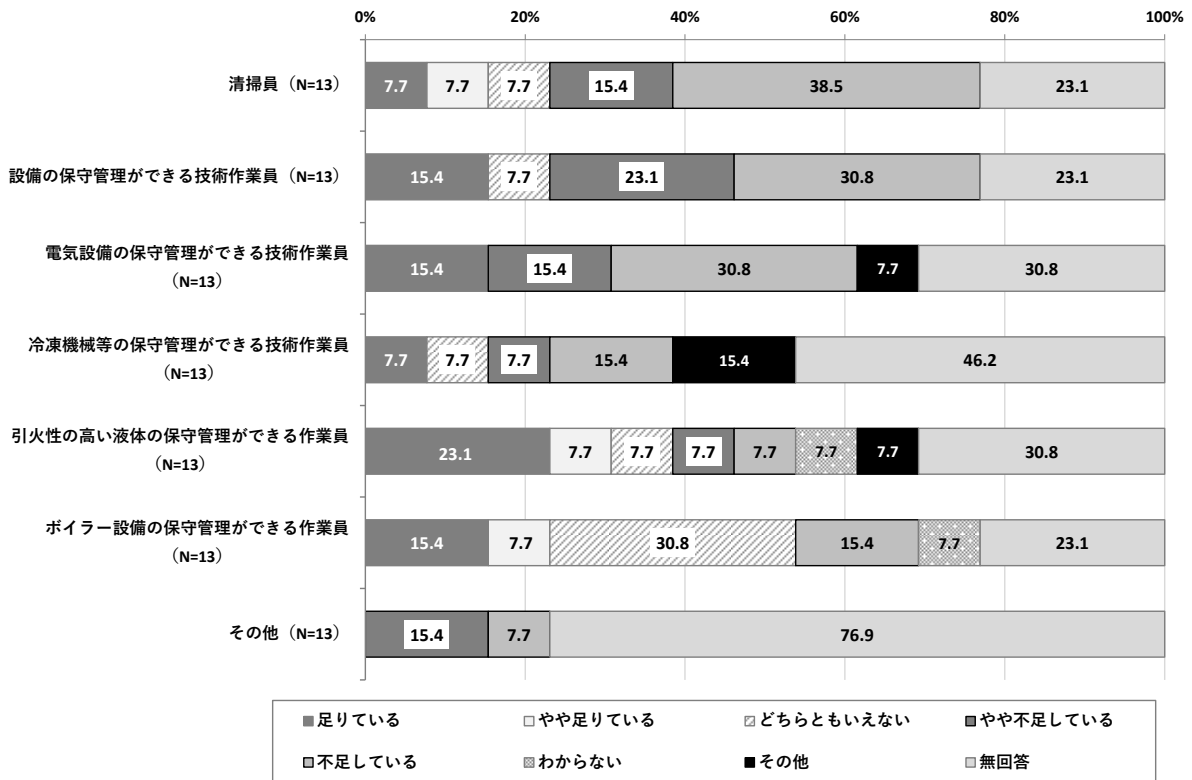 0% 20% 40% 60% 80% 100%
清掃員（N=13） 7.7 7.7 7.7 15.4 38.5 23.1
設備の保守管理ができる技術作業員（N=13） 15.4 7.7 23.1 30.8 23.1
電気設備の保守管理ができる技術作業員
（N=13） 15.4 15.4 30.8 7.7 30.8
冷凍機械等の保守管理ができる技術作業員
（N=13） 7.7 7.7 7.7 15.4 15.4 46.2
引火性の高い液体の保守管理ができる作業員
（N=13） 23.1 7.7 7.7 7.7 7.7 7.7 7.7 30.8
ボイラー設備の保守管理ができる作業員
（N=13） 15.4 7.7 30.8 15.4 7.7 23.1
その他（N=13） 15.4 7.7 76.9
足りている やや足りている どちらともいえない やや不足している
不足している わからない その他 無回答